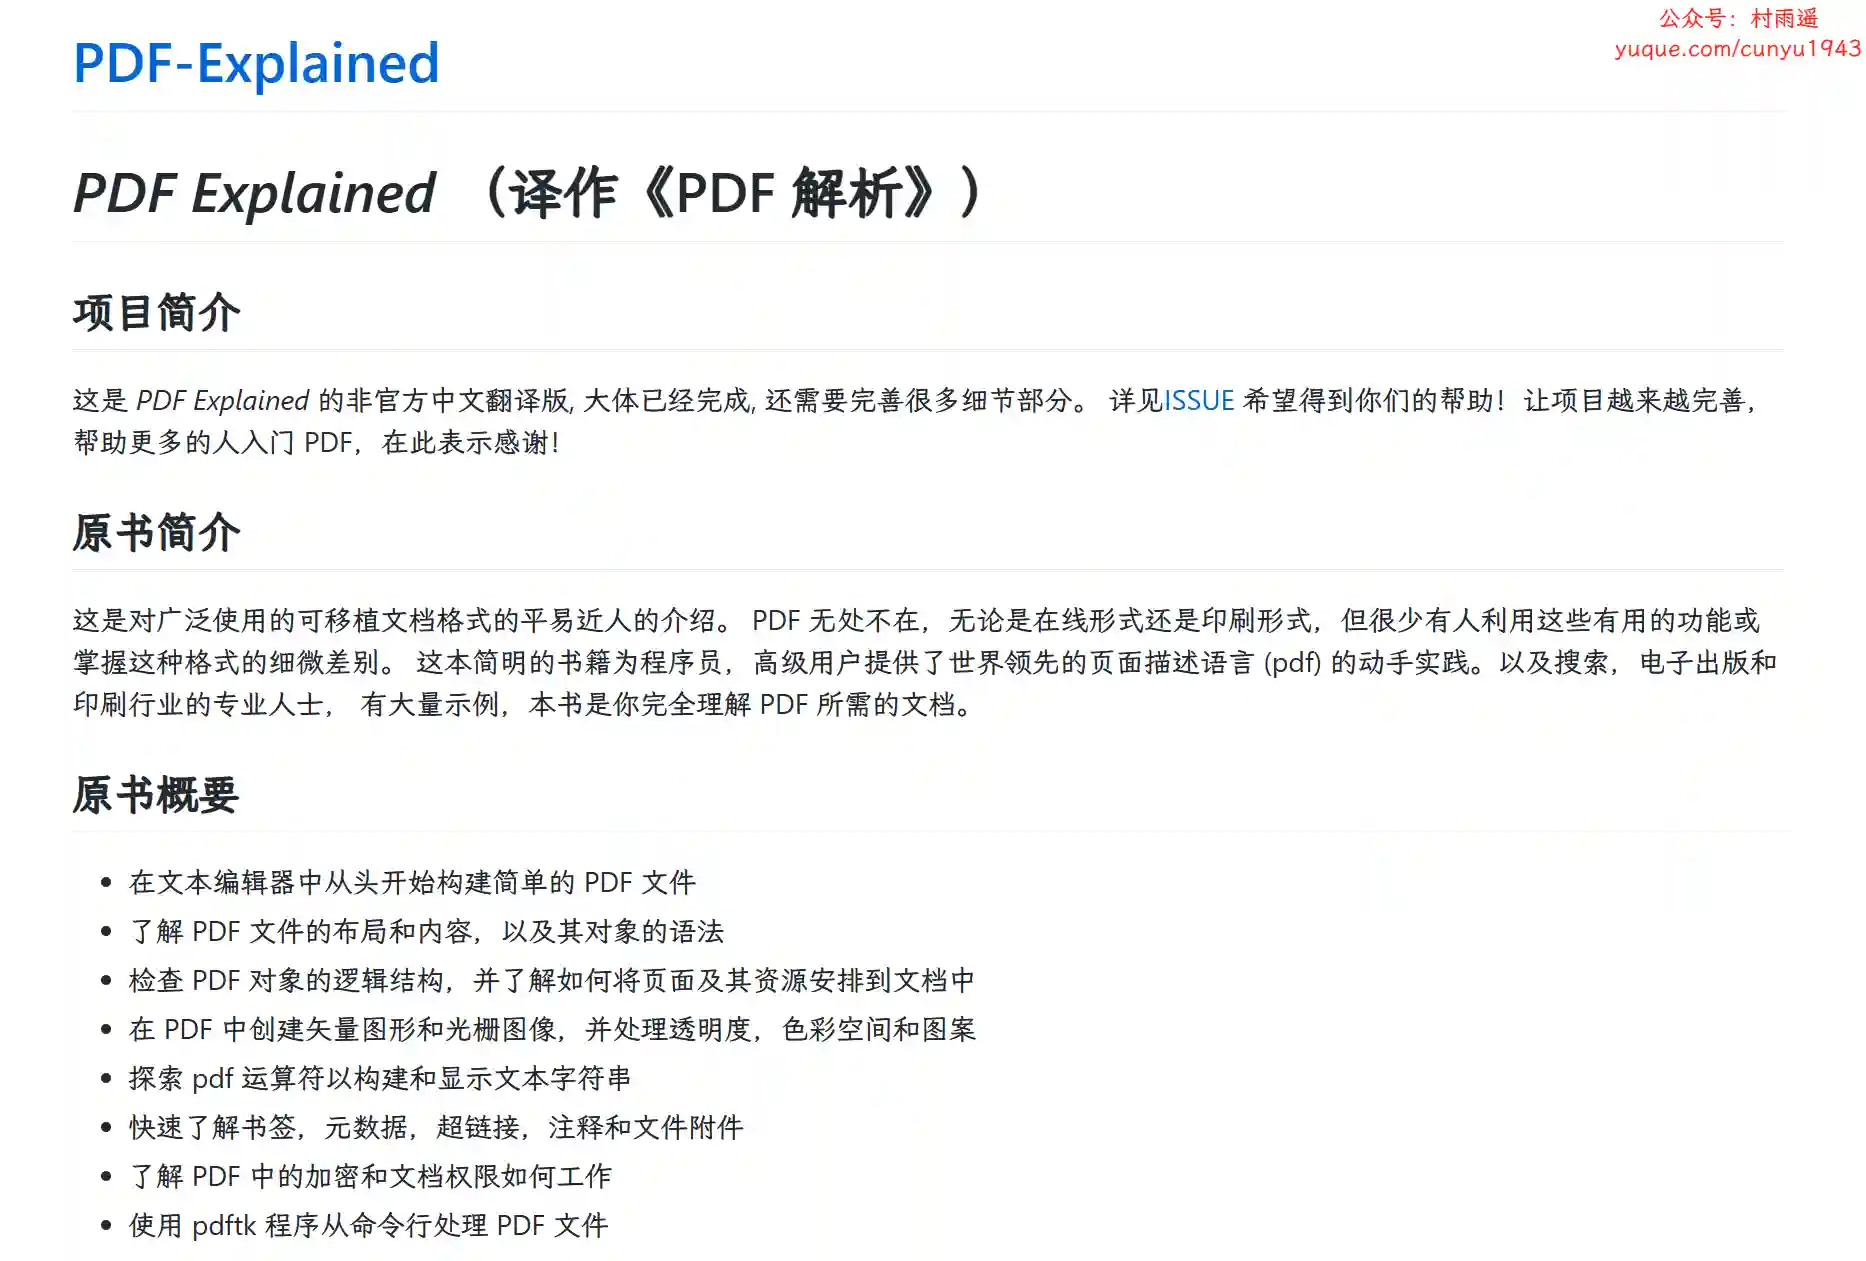 公众号：村雨遥
yuque.com/cunyu1943
PDF-Explained
PDF Explained （译作《PDF 解析》）
项目简介
这是 PDF Explained 的非官方中文翻译版, 大体已经完成, 还需要完善很多细节部分。 详见ISSUE 希望得到你们的帮助！让项目越来越完善，
帮助更多的人入门 PDF，在此表示感谢！
原书简介
这是对广泛使用的可移植文档格式的平易近人的介绍。 PDF 无处不在，无论是在线形式还是印刷形式，但很少有人利用这些有用的功能或
掌握这种格式的细微差别。 这本简明的书籍为程序员，高级用户提供了世界领先的页面描述语言 (pdf) 的动手实践。以及搜索，电子出版和
印刷行业的专业人士， 有大量示例，本书是你完全理解 PDF 所需的文档。
原书概要
• 在文本编辑器中从头开始构建简单的 PDF 文件
• 了解 PDF 文件的布局和内容，以及其对象的语法
• 检查 PDF 对象的逻辑结构，并了解如何将页面及其资源安排到文档中
• 在 PDF 中创建矢量图形和光栅图像，并处理透明度，色彩空间和图案
• 探索 pdf 运算符以构建和显示文本字符串
• 快速了解书签，元数据，超链接，注释和文件附件
• 了解 PDF 中的加密和文档权限如何工作
• 使用 pdftk 程序从命令行处理 PDF 文件